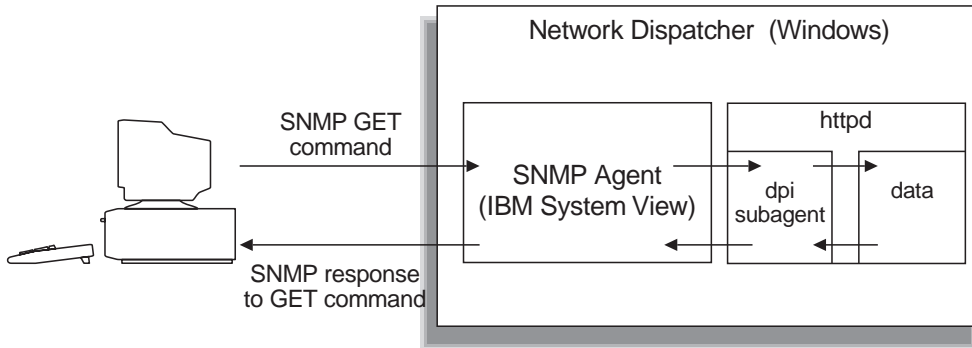 Network Dispatcher (Windows)
SNMP GET
command
httpd
SNMP Agent
(IBM System View)
dpi
subagent
data
SNMP response
to GET command